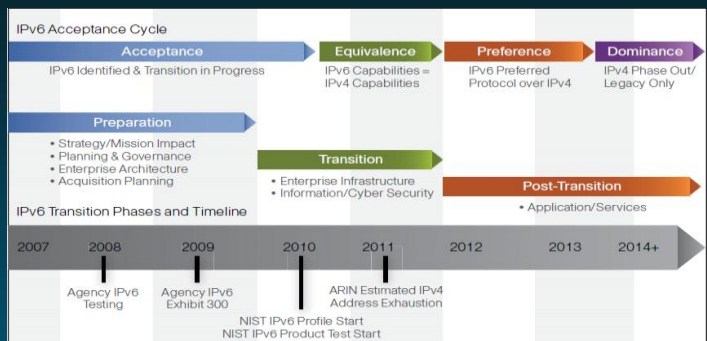 IPv6 Acceptance Cycle
Acceptance
IPv6 Identified & Transition in Progress
Equivalence
IPv6 Capabilities =
IPv4 Capabilities
Preference
IPv6 Preferred
Protocol over IPv4
Dominance
IPv4 Phase Out/
Legacy Only
Preparation
• Strategy/Mission Impact
• Planning & Governance
• Enterprise Architecture
• Acquisition Planning
Transition
• Enterprise Infrastructure
• Information/Cyber Security
Post-Transition
• Application/Services
IPv6 Transition Phases and Timeline
2007 2008 2009 2010 2011 2012 2013 2014+
Agency IPv6
Testing
Agency IPv6
Exhibit 300
NIST IPv6 Profile Start
NIST IPv6 Product Test Start
ARIN Estimated IPv4
Address Exhaustion